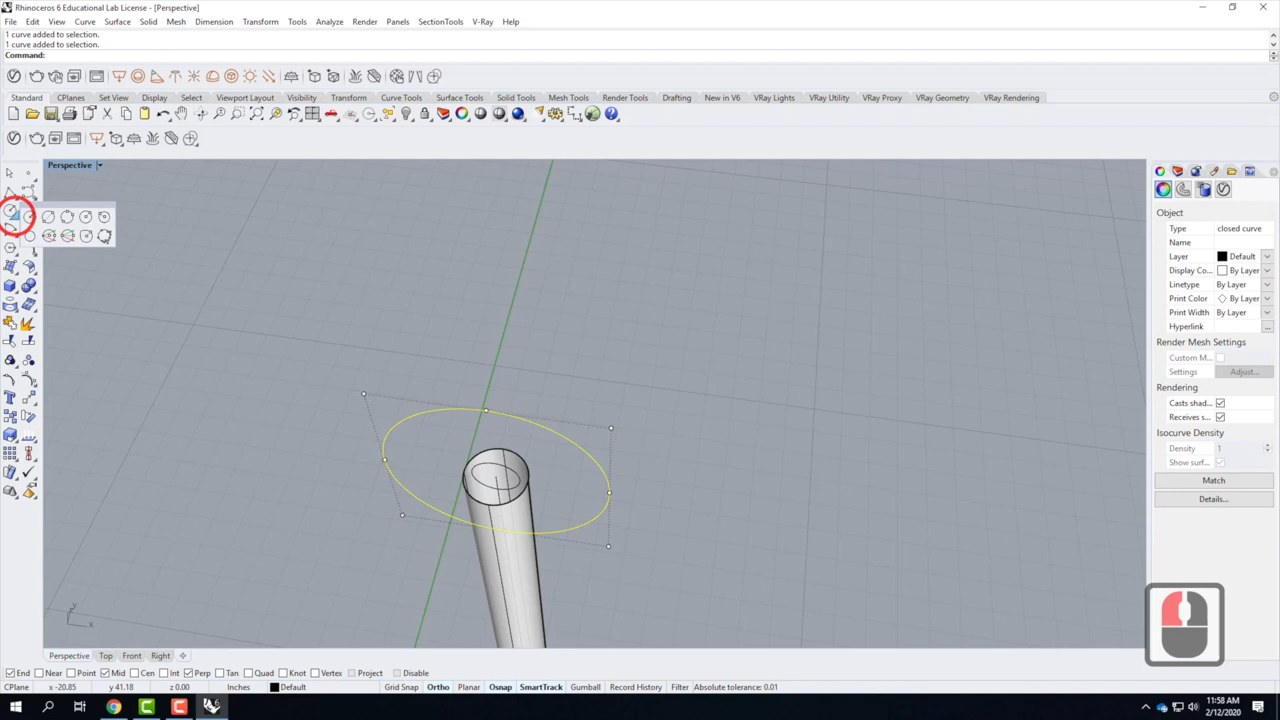 Rhinoceros 6 Educational Lab License - [Perspective]
File Edit View Curve Surface Solid Mesh Dimension Transform Tools Analyze Render Panels SectionTools V-Ray Help
1 curve added to selection.
1 curve added to selection.
Command:
Standard CPlanes Set View Display Select Viewport Layout Visibility Transform Curve Tools Surface Tools Solid Tools Mesh Tools Render Tools Drafting New in V6 VRay Lights VRay Utility VRay Proxy VRay Geometry VRay Rendering
Perspective
Object
Type closed curve
Name
Layer Default
Display Co... By Layer
Linetype By Layer
Print Color By Layer
Print Width By Layer
Hyperlink ...
Render Mesh Settings
Custom M...
Settings Adjust...
Rendering
Casts shad...
Receives s...
Isocurve Density
Density 1
Show surf...
Match
Details...
y
x
Perspective Top Front Right
End Near Point Mid Cen Int Perp Tan Quad Knot Vertex Project Disable
CPlane x -20.85 y 41.18 z 0.00 Inches Default Grid Snap Ortho Planar Osnap SmartTrack Gumball Record History Filter Absolute tolerance: 0.01
11:58 AM
2/12/2020